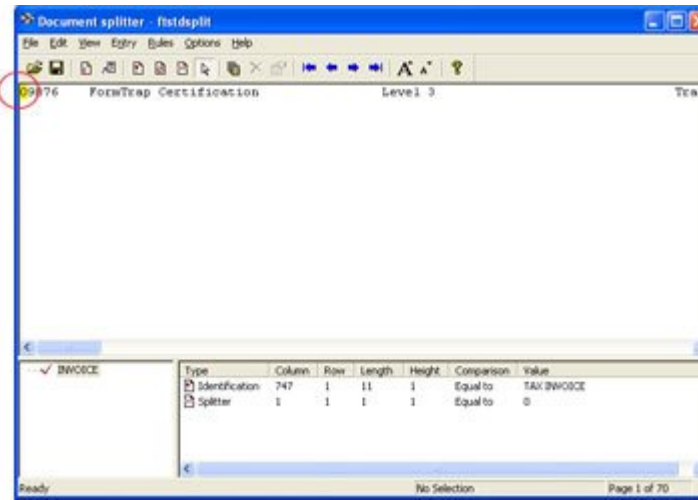 Document splitter - ftstdsplit
File Edit View Entry Rules Options Help
09876 FormTrap Certification Level 3 Tra
INVOICE
Type Column Row Length Height Comparison Value
Identification 747 1 11 1 Equal to TAX INVOICE
Splitter 1 1 1 1 Equal to 0
Ready No Selection Page 1 of 70